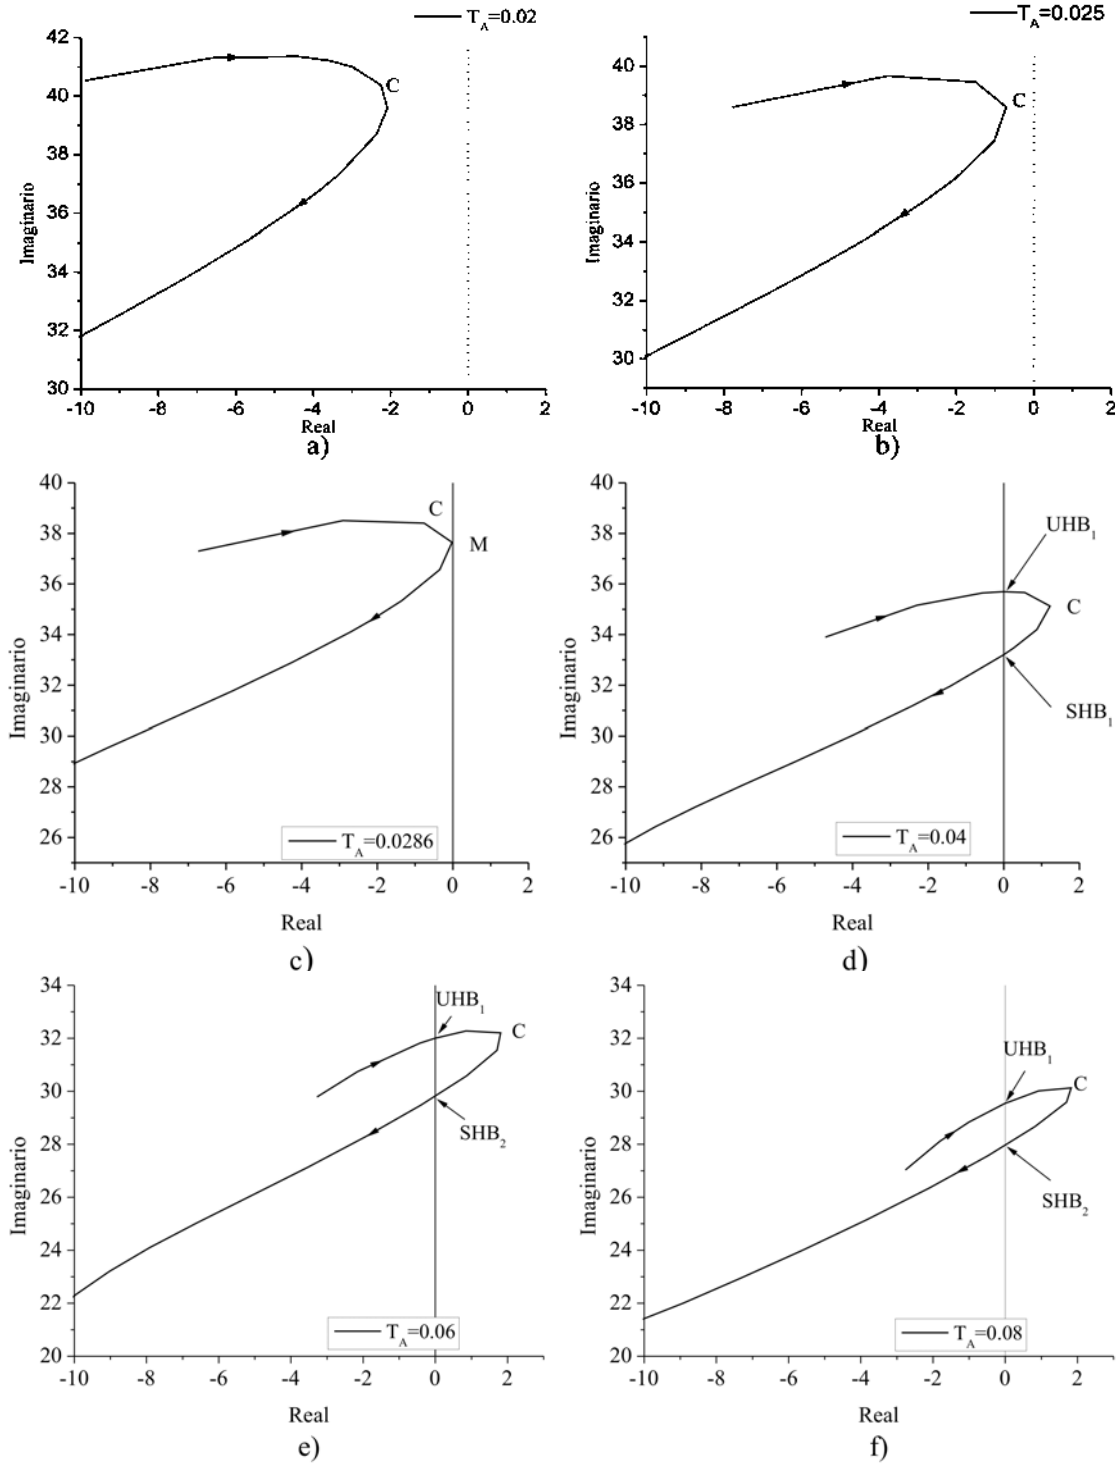 T_A=0.02
42
40
38
36
34
32
30
Imaginario
C
-10 -8 -6 -4 -2 0 2
Real
a)
T_A=0.025
40
38
36
34
32
30
Imaginario
C
-10 -8 -6 -4 -2 0 2
Real
b)
40
38
36
34
32
30
28
26
Imaginario
C
M
T_A=0.0286
-10 -8 -6 -4 -2 0 2
Real
c)
40
38
36
34
32
30
28
26
Imaginario
UHB_1
C
SHB_1
T_A=0.04
-10 -8 -6 -4 -2 0 2
Real
d)
34
32
30
28
26
24
22
20
Imaginario
UHB_1
C
SHB_2
T_A=0.06
-10 -8 -6 -4 -2 0 2
Real
e)
34
32
30
28
26
24
22
20
Imaginario
UHB_1
C
SHB_2
T_A=0.08
-10 -8 -6 -4 -2 0 2
Real
f)